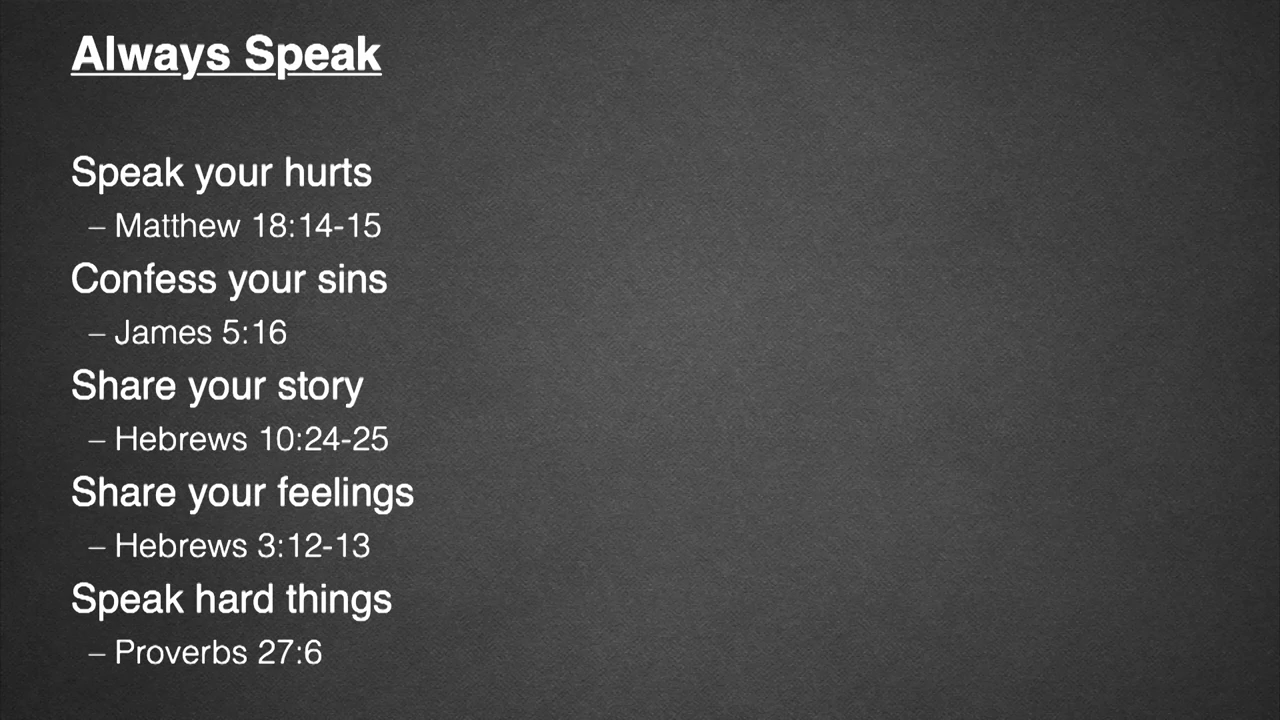 Always Speak
Speak your hurts
– Matthew 18:14-15
Confess your sins
– James 5:16
Share your story
– Hebrews 10:24-25
Share your feelings
– Hebrews 3:12-13
Speak hard things
– Proverbs 27:6